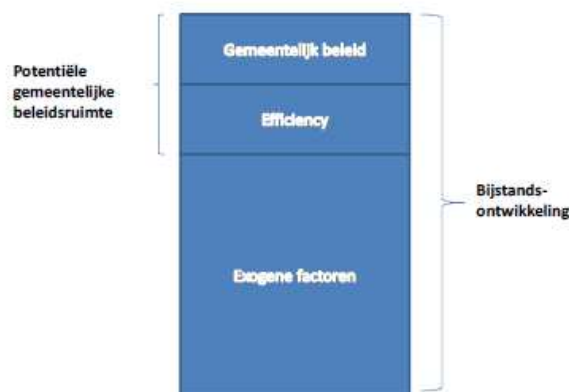 Gemeentelijk beleid
Potentiële
gemeentelijke
beleidsruimte
Efficiency
Bijstands-
ontwikkeling
Exogene factoren